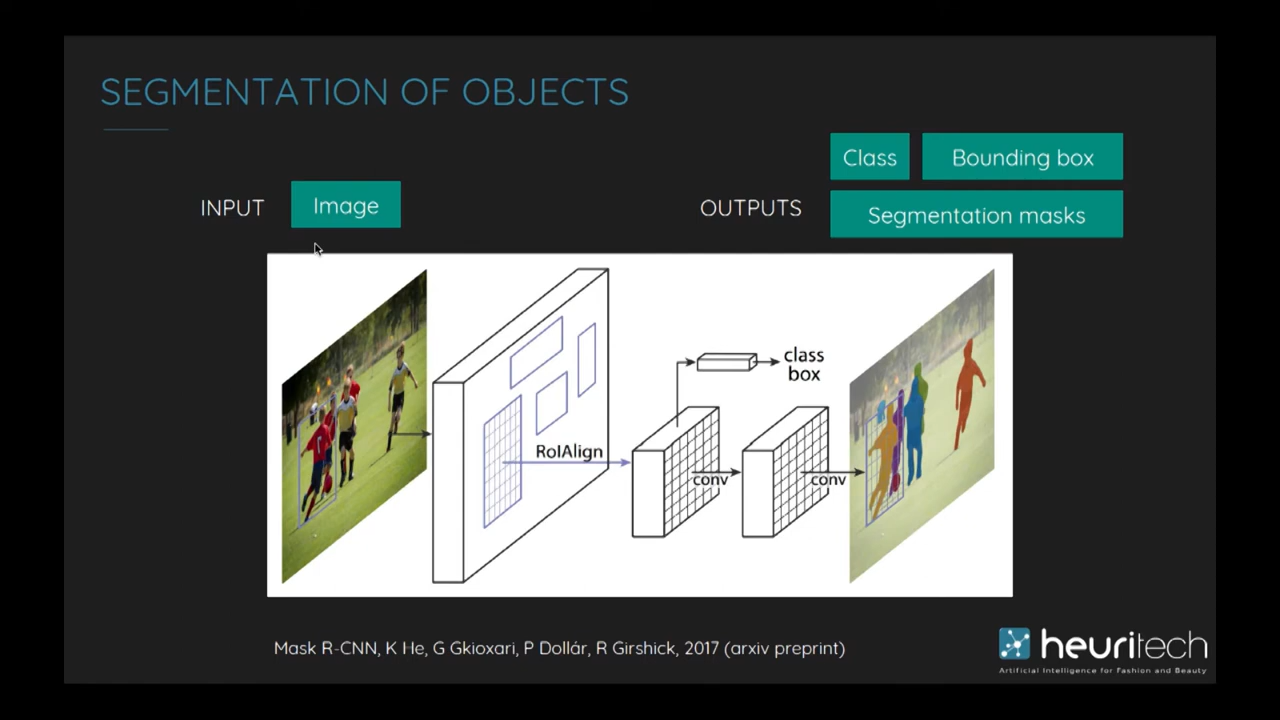 SEGMENTATION OF OBJECTS
INPUT
Image
OUTPUTS
Class
Bounding box
Segmentation masks
RoIAlign
conv
conv
class
box
Mask R-CNN, K He, G Gkioxari, P Dollár, R Girshick, 2017 (arxiv preprint)
heuritech
Artificial Intelligence for Fashion and Beauty